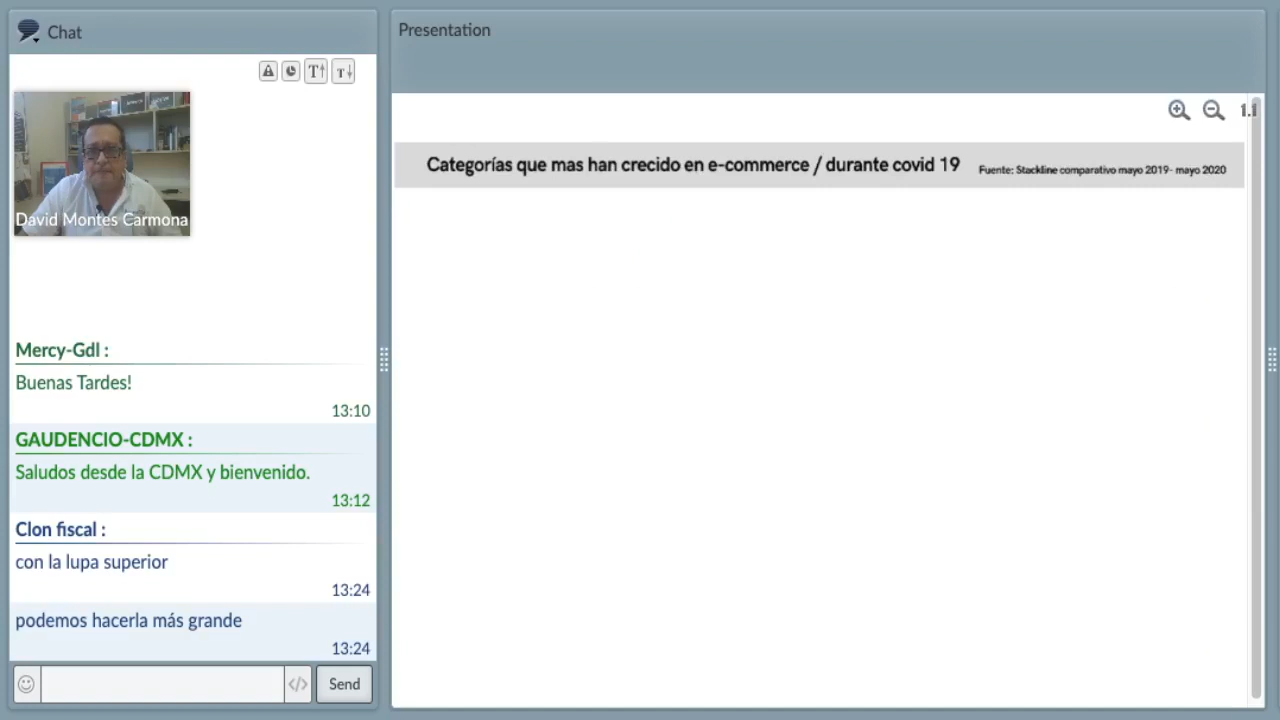 Chat
David Montes Carmona
Mercy-Gdl :
Buenas Tardes!
13:10
GAUDENCIO-CDMX :
Saludos desde la CDMX y bienvenido.
13:12
Clon fiscal :
con la lupa superior
13:24
podemos hacerla más grande
13:24
Send
Presentation
Categorías que mas han crecido en e-commerce / durante covid 19
Fuente: Stackline comparativo mayo 2019- mayo 2020